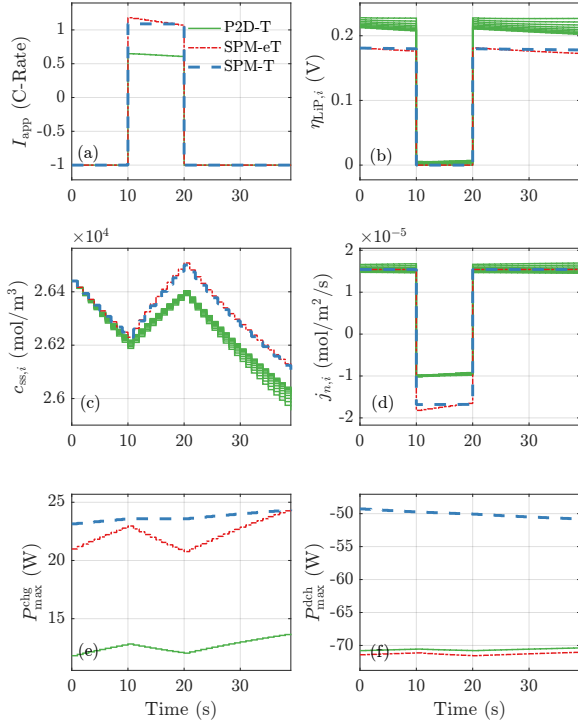 P2D-T
SPM-eT
SPM-T
I_app (C-Rate)
1
0.5
0
-0.5
-1
(a)
0 10 20 30
η_LiP,i (V)
0.2
0.1
0
(b)
0 10 20 30
×10^4
c_ss,i (mol/m^3)
2.64
2.62
2.6
(c)
0 10 20 30
×10^-5
j_n,i (mol/m^2/s)
2
1
0
-1
-2
(d)
0 10 20 30
P_max^chg (W)
25
20
15
(e)
0 10 20 30
Time (s)
P_max^dch (W)
-50
-55
-60
-65
-70
(f)
0 10 20 30
Time (s)